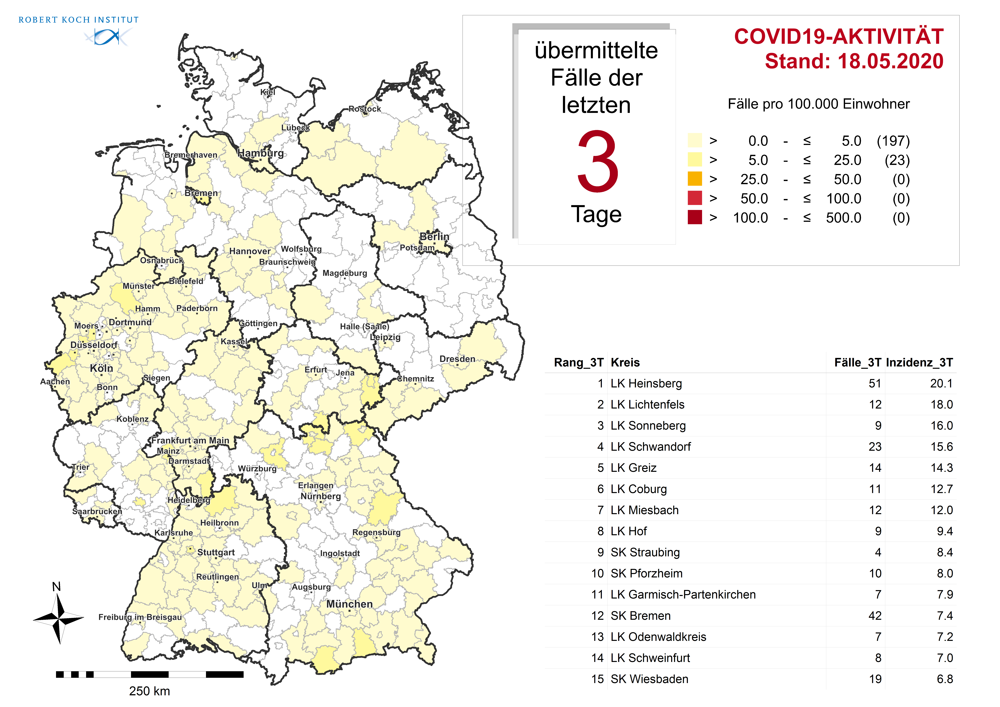 ROBERT KOCH INSTITUT
übermittelte
Fälle der
letzten
3
Tage
COVID19-AKTIVITÄT
Stand: 18.05.2020
Fälle pro 100.000 Einwohner
> 0.0 - ≤ 5.0 (197)
> 5.0 - ≤ 25.0 (23)
> 25.0 - ≤ 50.0 (0)
> 50.0 - ≤ 100.0 (0)
> 100.0 - ≤ 500.0 (0)
Kiel
Rostock
Lübeck
Bremerhaven
Hamburg
Bremen
Berlin
Potsdam
Hannover
Wolfsburg
Braunschweig
Osnabrück
Magdeburg
Bielefeld
Münster
Hamm
Paderborn
Moers
Dortmund
Göttingen
Halle (Saale)
Leipzig
Kassel
Düsseldorf
Dresden
Köln
Erfurt
Jena
Chemnitz
Siegen
Aachen
Bonn
Koblenz
Frankfurt am Main
Mainz
Darmstadt
Trier
Würzburg
Erlangen
Nürnberg
Heidelberg
Saarbrücken
Heilbronn
Karlsruhe
Regensburg
Stuttgart
Ingolstadt
Reutlingen
Ulm
Augsburg
München
Freiburg im Breisgau
N
250 km
Rang_3T Kreis Fälle_3T Inzidenz_3T
1 LK Heinsberg 51 20.1
2 LK Lichtenfels 12 18.0
3 LK Sonneberg 9 16.0
4 LK Schwandorf 23 15.6
5 LK Greiz 14 14.3
6 LK Coburg 11 12.7
7 LK Miesbach 12 12.0
8 LK Hof 9 9.4
9 SK Straubing 4 8.4
10 SK Pforzheim 10 8.0
11 LK Garmisch-Partenkirchen 7 7.9
12 SK Bremen 42 7.4
13 LK Odenwaldkreis 7 7.2
14 LK Schweinfurt 8 7.0
15 SK Wiesbaden 19 6.8